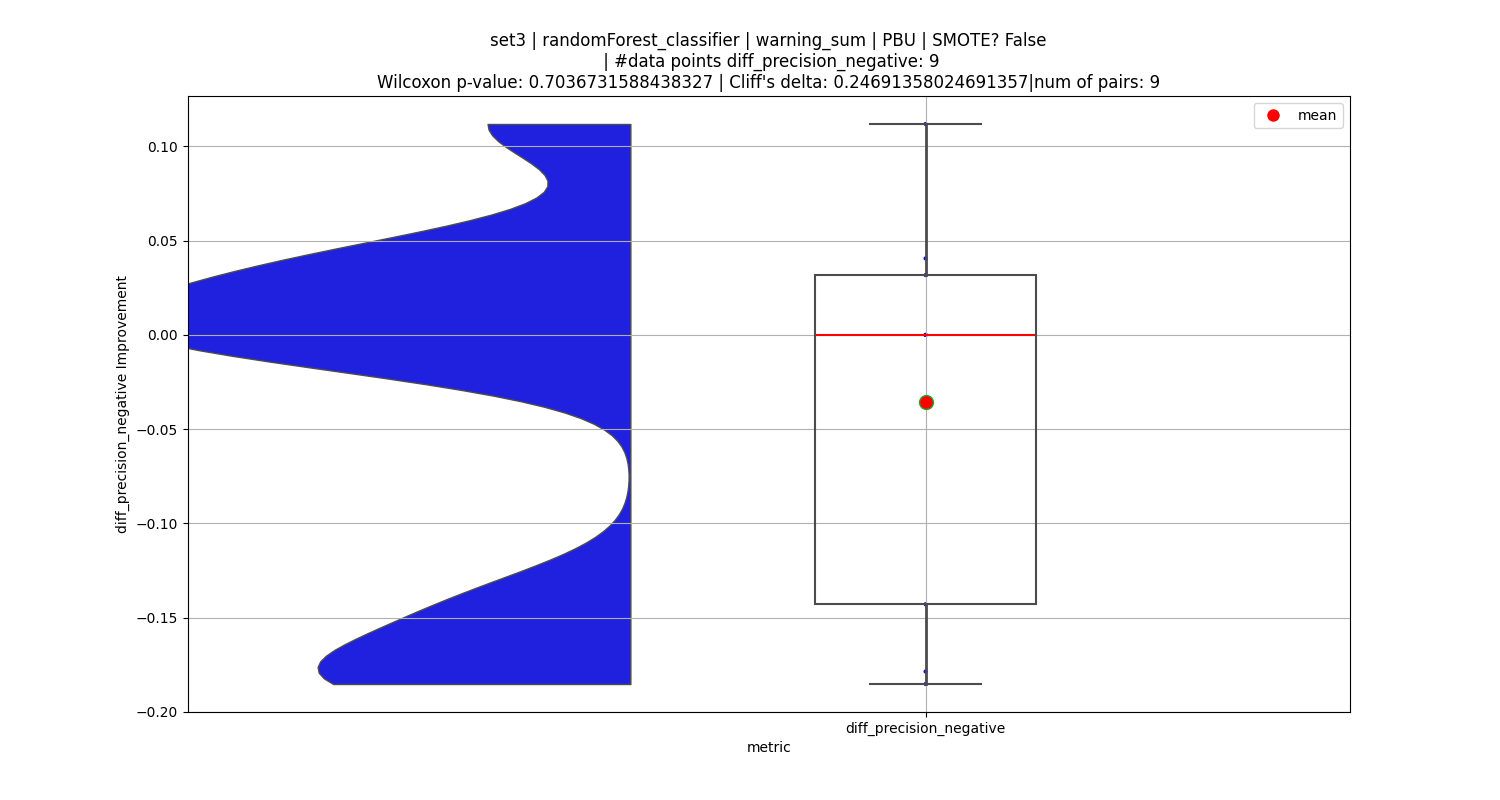 set3 | randomForest_classifier | warning_sum | PBU | SMOTE? False
| #data points diff_precision_negative: 9
Wilcoxon p-value: 0.7036731588438327 | Cliff's delta: 0.24691358024691357|num of pairs: 9
mean
0.10
0.05
0.00
−0.05
−0.10
−0.15
−0.20
diff_precision_negative Improvement
diff_precision_negative
metric